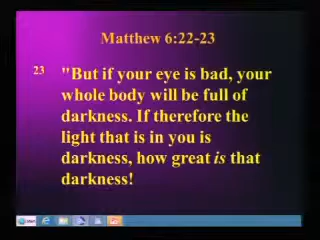 Matthew 6:22-23
23 "But if your eye is bad, your
whole body will be full of
darkness. If therefore the
light that is in you is
darkness, how great is that
darkness!